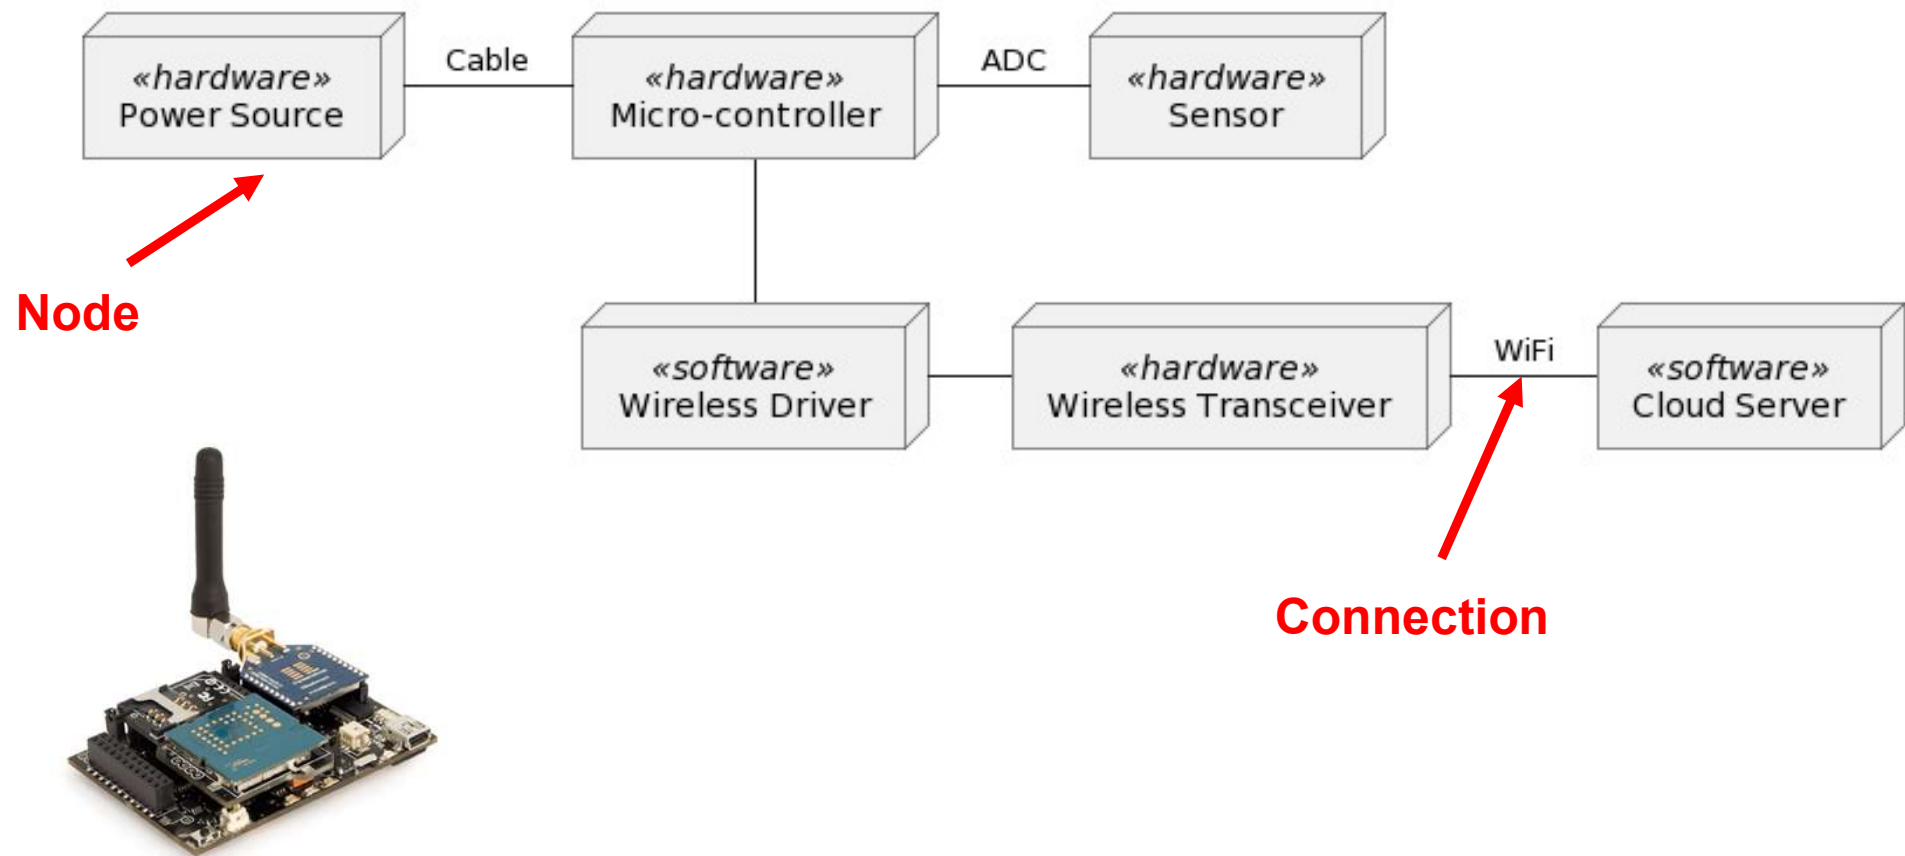 Cable
ADC
«hardware»
Power Source
«hardware»
Micro-controller
«hardware»
Sensor
Node
WiFi
«software»
Wireless Driver
«hardware»
Wireless Transceiver
«software»
Cloud Server
Connection